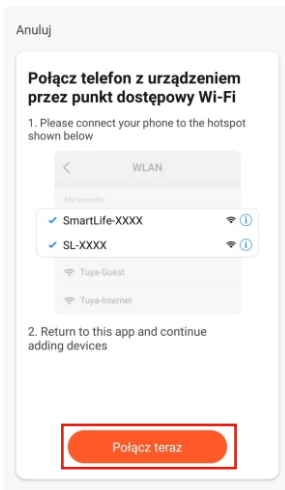 Anuluj
Połącz telefon z urządzeniem
przez punkt dostępowy Wi-Fi
1. Please connect your phone to the hotspot
shown below
WLAN
My networks
SmartLife-XXXX
SL-XXXX
Tuya-Guest
Tuya-Internet
2. Return to this app and continue
adding devices
Połącz teraz